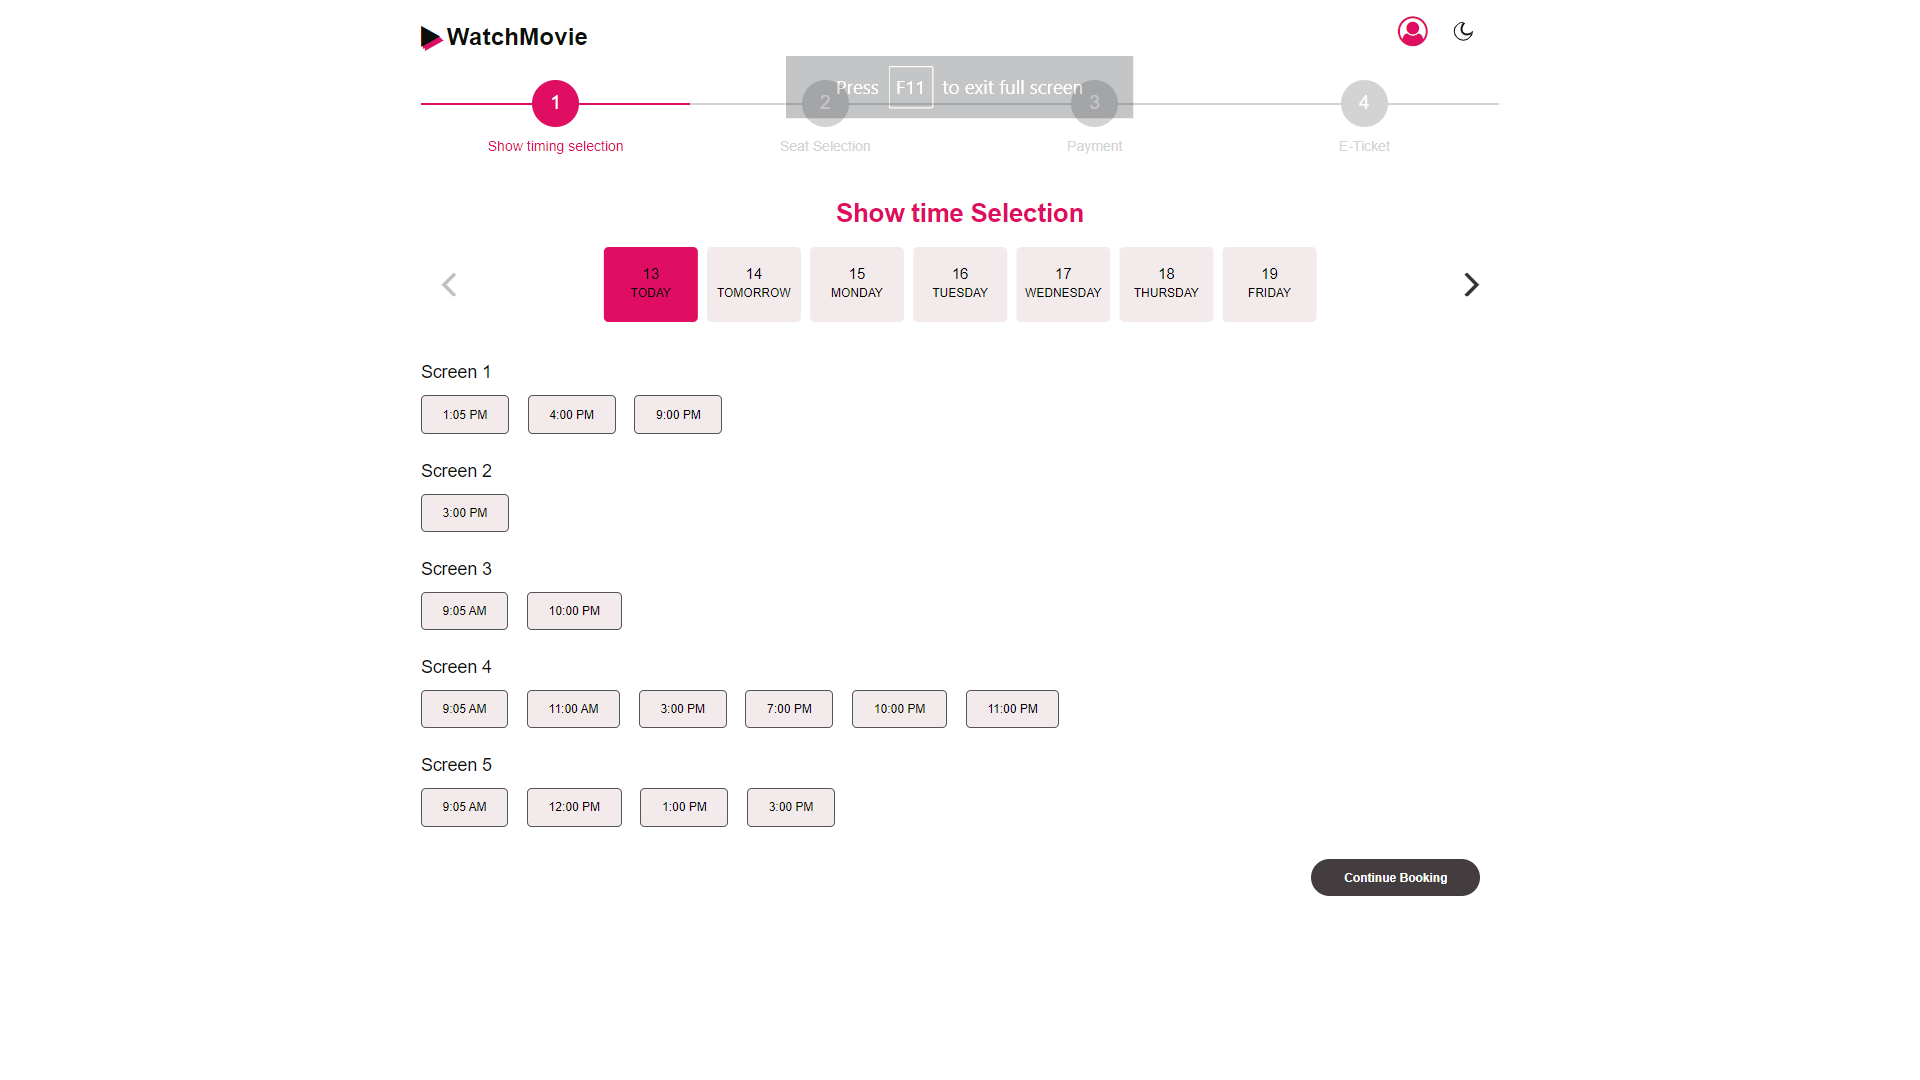 WatchMovie
Press F11 to exit full screen
1 2 3 4
Show timing selection Seat Selection Payment E-Ticket
Show time Selection
13 14 15 16 17 18 19
TODAY TOMORROW MONDAY TUESDAY WEDNESDAY THURSDAY FRIDAY
Screen 1
1:05 PM 4:00 PM 9:00 PM
Screen 2
3:00 PM
Screen 3
9:05 AM 10:00 PM
Screen 4
9:05 AM 11:00 AM 3:00 PM 7:00 PM 10:00 PM 11:00 PM
Screen 5
9:05 AM 12:00 PM 1:00 PM 3:00 PM
Continue Booking